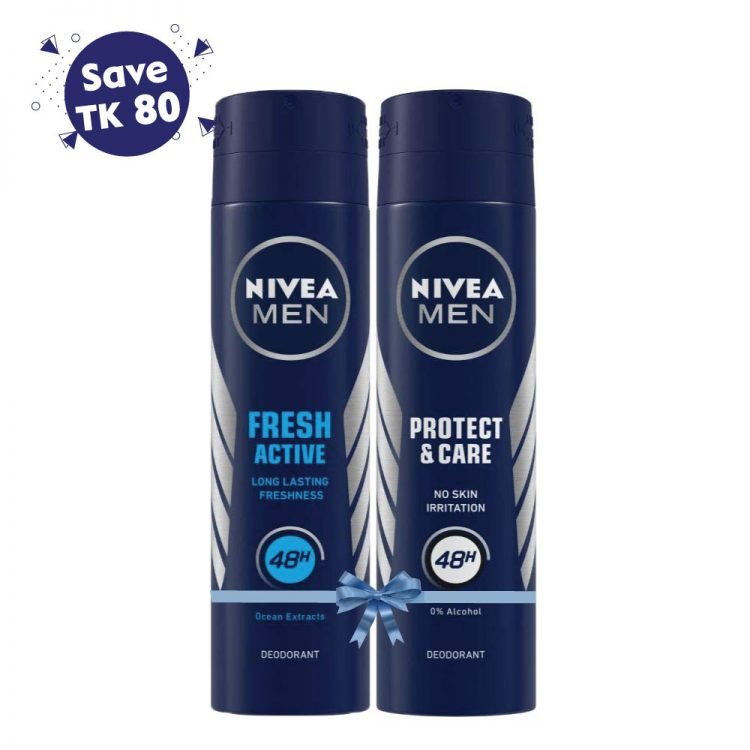 Save
TK 80
NIVEA
MEN
FRESH
ACTIVE
LONG LASTING
FRESHNESS
48H
Ocean Extracts
DEODORANT
NIVEA
MEN
PROTECT
& CARE
NO SKIN
IRRITATION
48H
0% Alcohol
DEODORANT